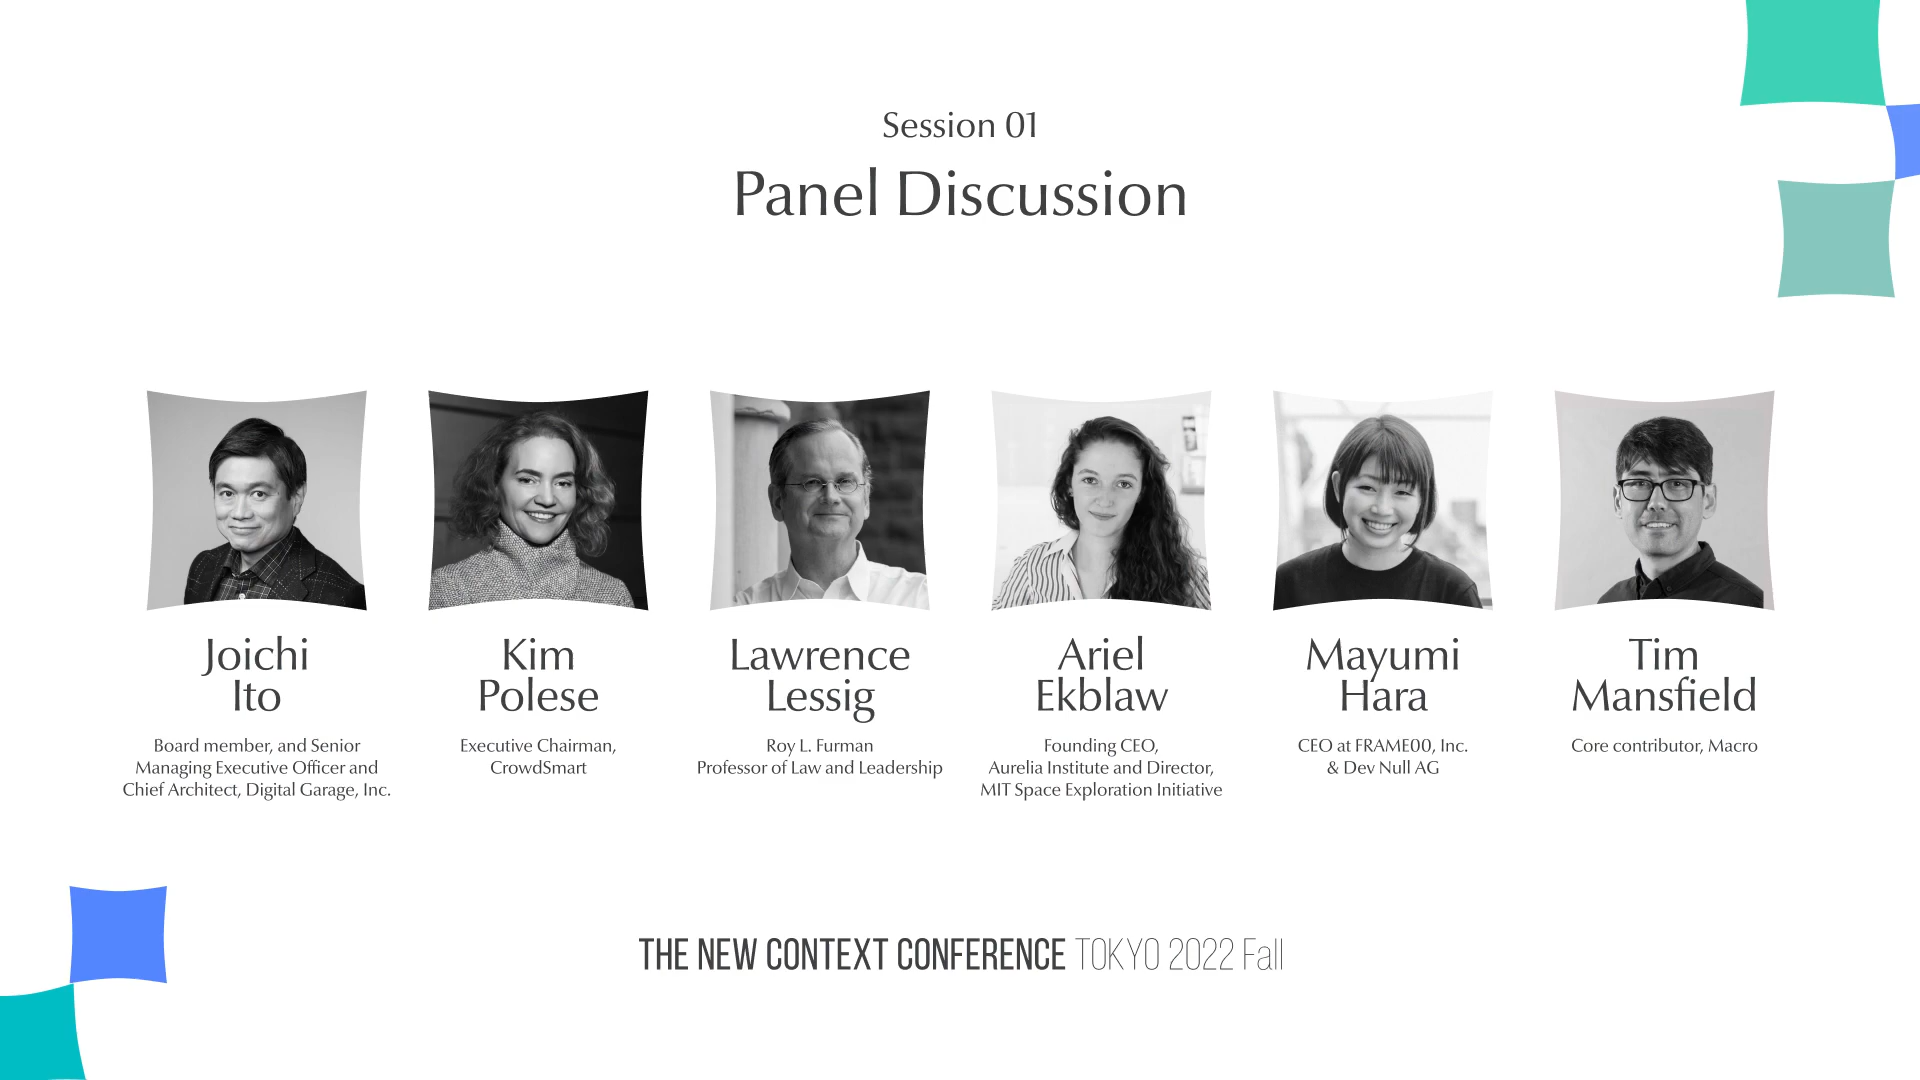 Session 01
Panel Discussion
Joichi
Ito
Board member, and Senior
Managing Executive Officer and
Chief Architect, Digital Garage, Inc.
Kim
Polese
Executive Chairman,
CrowdSmart
Lawrence
Lessig
Roy L. Furman
Professor of Law and Leadership
Ariel
Ekblaw
Founding CEO,
Aurelia Institute and Director,
MIT Space Exploration Initiative
Mayumi
Hara
CEO at FRAME00, Inc.
& Dev Null AG
Tim
Mansfield
Core contributor, Macro
THE NEW CONTEXT CONFERENCE TOKYO 2022 Fall